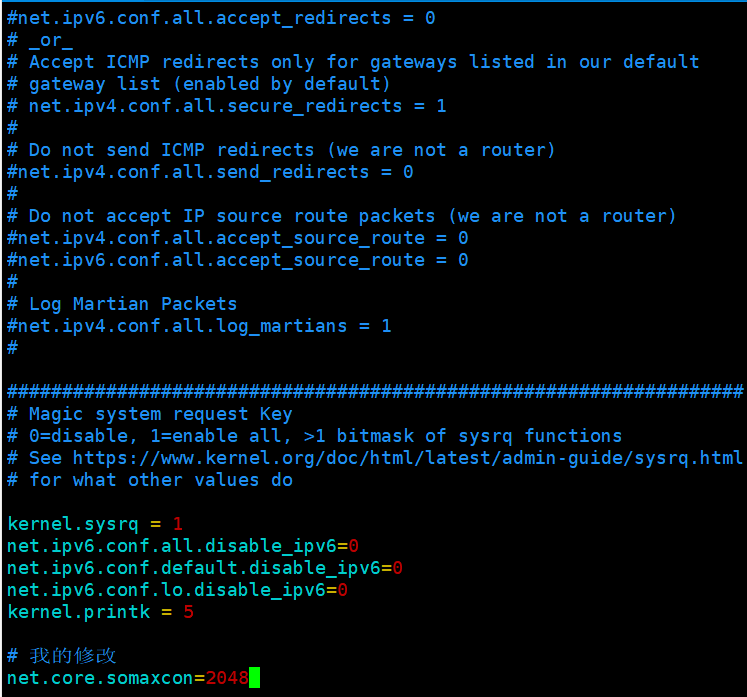 #net.ipv6.conf.all.accept_redirects = 0
# _or_
# Accept ICMP redirects only for gateways listed in our default
# gateway list (enabled by default)
# net.ipv4.conf.all.secure_redirects = 1
#
# Do not send ICMP redirects (we are not a router)
#net.ipv4.conf.all.send_redirects = 0
#
# Do not accept IP source route packets (we are not a router)
#net.ipv4.conf.all.accept_source_route = 0
#net.ipv6.conf.all.accept_source_route = 0
#
# Log Martian Packets
#net.ipv4.conf.all.log_martians = 1
#
###################################################################
# Magic system request Key
# 0=disable, 1=enable all, >1 bitmask of sysrq functions
# See https://www.kernel.org/doc/html/latest/admin-guide/sysrq.html
# for what other values do
kernel.sysrq = 1
net.ipv6.conf.all.disable_ipv6=0
net.ipv6.conf.default.disable_ipv6=0
net.ipv6.conf.lo.disable_ipv6=0
kernel.printk = 5
# 我的修改
net.core.somaxcon=2048